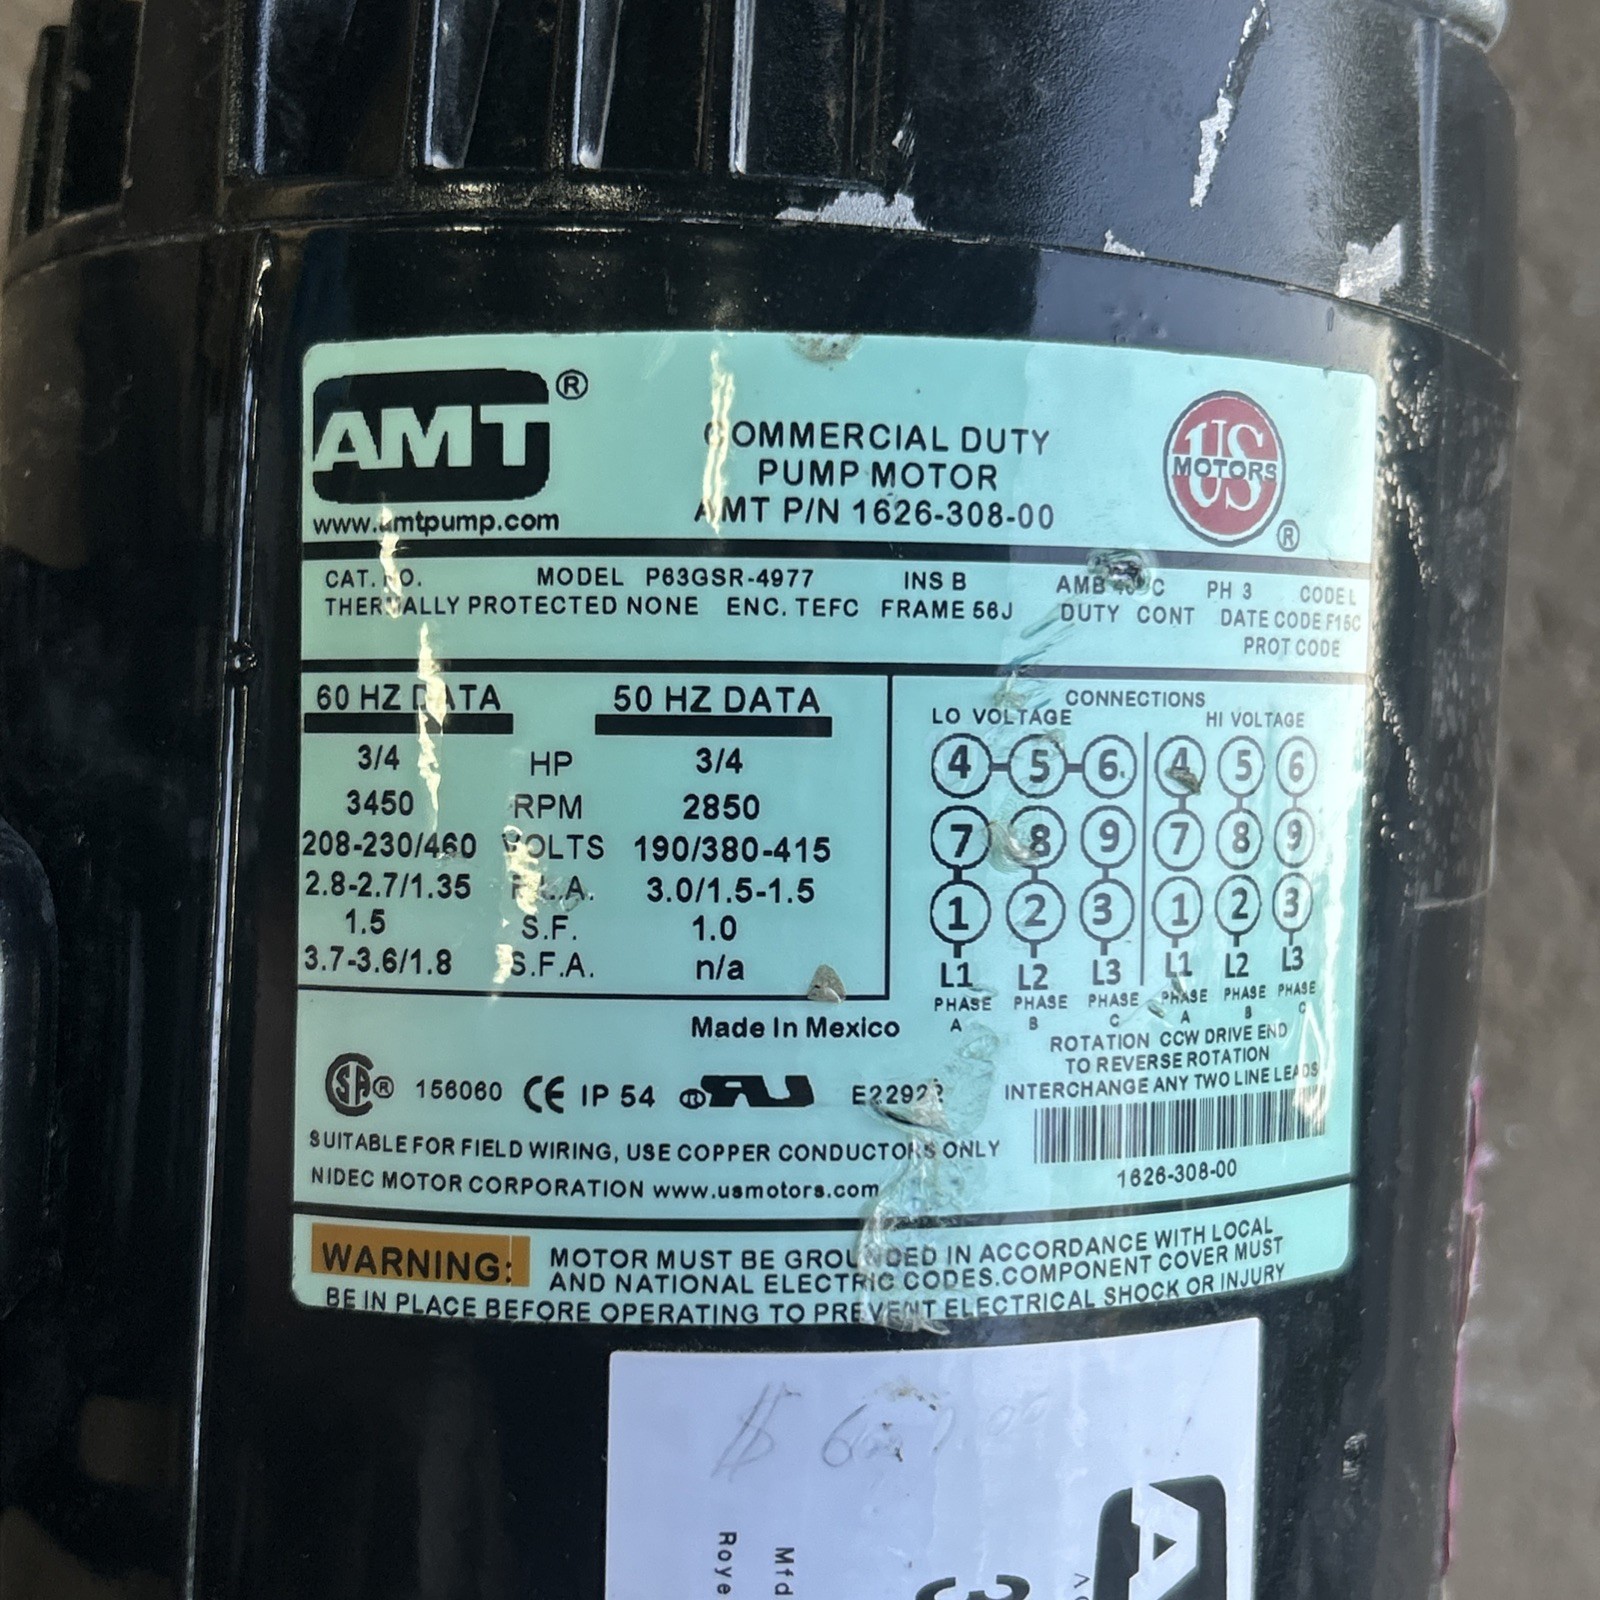 AMT®
www.amtpump.com
COMMERCIAL DUTY
PUMP MOTOR
AMT P/N 1626-308-00
US
MOTORS
®
CAT. NO. MODEL P63GSR-4977 INS B AMB 40°C PH 3 CODE L
THERMALLY PROTECTED NONE ENC. TEFC FRAME 56J DUTY CONT DATE CODE F15C
PROT CODE
60 HZ DATA 50 HZ DATA
3/4 HP 3/4
3450 RPM 2850
208-230/460 VOLTS 190/380-415
2.8-2.7/1.35 F.L.A. 3.0/1.5-1.5
1.5 S.F. 1.0
3.7-3.6/1.8 S.F.A. n/a
CONNECTIONS
LO VOLTAGE HI VOLTAGE
4 5 6 4 5 6
7 8 9 7 8 9
1 2 3 1 2 3
L1 L2 L3 L1 L2 L3
PHASE PHASE PHASE PHASE PHASE PHASE
A B C A B C
ROTATION CCW DRIVE END
TO REVERSE ROTATION
INTERCHANGE ANY TWO LINE LEADS
Made In Mexico
SA® 156060 CE IP 54 E22922
1626-308-00
SUITABLE FOR FIELD WIRING, USE COPPER CONDUCTORS ONLY
NIDEC MOTOR CORPORATION www.usmotors.com
WARNING: MOTOR MUST BE GROUNDED IN ACCORDANCE WITH LOCAL
AND NATIONAL ELECTRIC CODES. COMPONENT COVER MUST
BE IN PLACE BEFORE OPERATING TO PREVENT ELECTRICAL SHOCK OR INJURY
Mfd
Roye
A
3